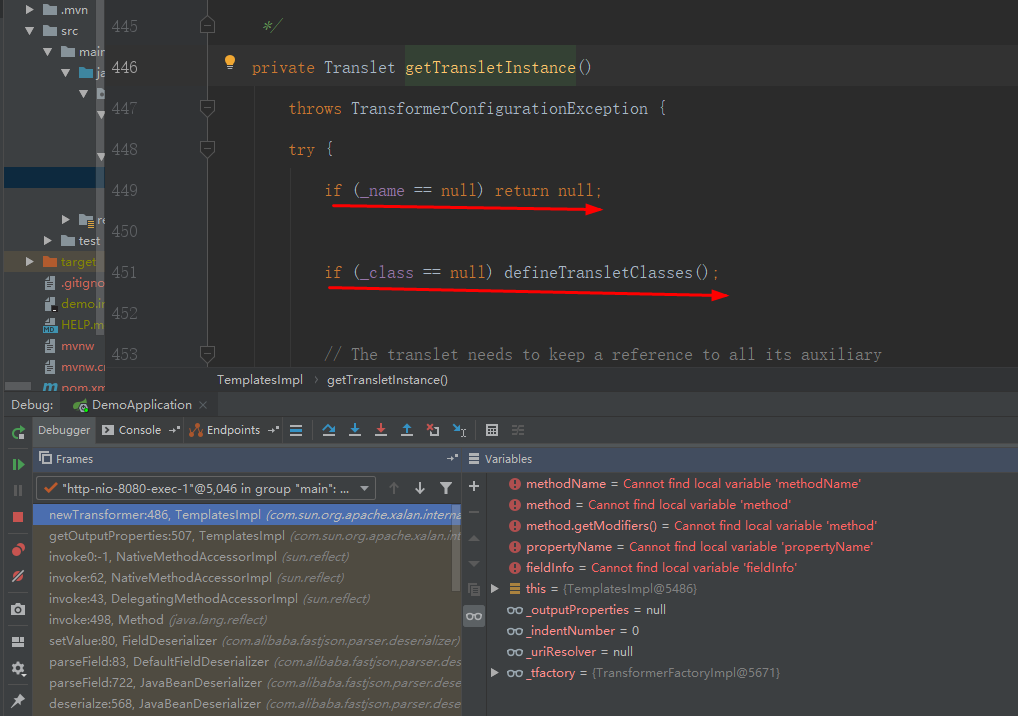 .mvn
src
main
ja
re
test
target
.gitigno
demo.in
HELP.m
mvnw
mvnw.cm
pom.xm
445 */
446 private Translet getTransletInstance()
447 throws TransformerConfigurationException {
448 try {
449 if (_name == null) return null;
450
451 if (_class == null) defineTransletClasses();
452
453 // The translet needs to keep a reference to all its auxiliary
TemplatesImpl › getTransletInstance()
Debug: DemoApplication ×
Debugger Console Endpoints
Frames
"http-nio-8080-exec-1"@5,046 in group "main": ...
newTransformer:486, TemplatesImpl (com.sun.org.apache.xalan.interna
getOutputProperties:507, TemplatesImpl (com.sun.org.apache.xalan.int
invoke0:-1, NativeMethodAccessorImpl (sun.reflect)
invoke:62, NativeMethodAccessorImpl (sun.reflect)
invoke:43, DelegatingMethodAccessorImpl (sun.reflect)
invoke:498, Method (java.lang.reflect)
setValue:80, FieldDeserializer (com.alibaba.fastjson.parser.deserializer)
parseField:83, DefaultFieldDeserializer (com.alibaba.fastjson.parser.des
parseField:722, JavaBeanDeserializer (com.alibaba.fastjson.parser.dese
deserialze:568, JavaBeanDeserializer (com.alibaba.fastjson.parser.dese
Variables
methodName = Cannot find local variable 'methodName'
method = Cannot find local variable 'method'
method.getModifiers() = Cannot find local variable 'method'
propertyName = Cannot find local variable 'propertyName'
fieldInfo = Cannot find local variable 'fieldInfo'
this = {TemplatesImpl@5486}
_outputProperties = null
_indentNumber = 0
_uriResolver = null
_tfactory = {TransformerFactoryImpl@5671}